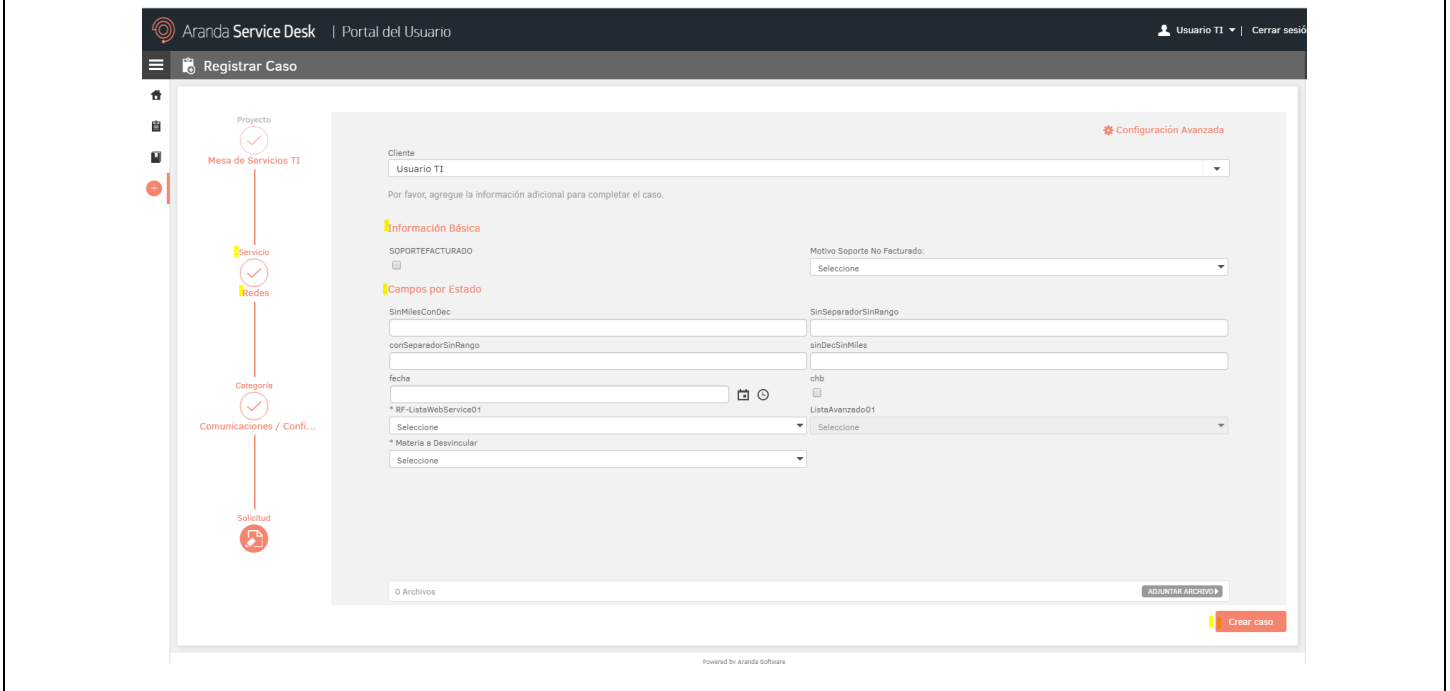 Aranda Service Desk | Portal del Usuario
Usuario TI | Cerrar sesió
Registrar Caso
Proyecto
Mesa de Servicios TI
Servicio
Redes
Categoría
Comunicaciones / Confi...
Solicitud
Configuración Avanzada
Cliente
Usuario TI
Por favor, agregue la información adicional para completar el caso.
Información Básica
SOPORTEFACTURADO
Motivo Soporte No Facturado:
Seleccione
Campos por Estado
SinMilesConDec
SinSeparadorSinRango
conSeparadorSinRango
sinDecSinMiles
fecha
chb
* RF-ListaWebService01
ListaAvanzado01
Seleccione
Seleccione
* Materia a Desvincular
Seleccione
0 Archivos
ADJUNTAR ARCHIVO
Crear caso
Powered by Aranda Software